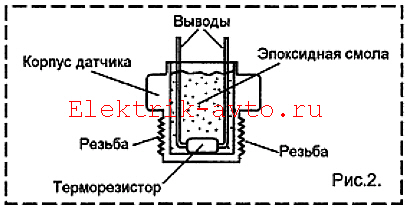 Выводы
Корпус датчика
Эпоксидная смола
Elektrik-avto.ru
Резьба
Резьба
Терморезистор
Рис.2.